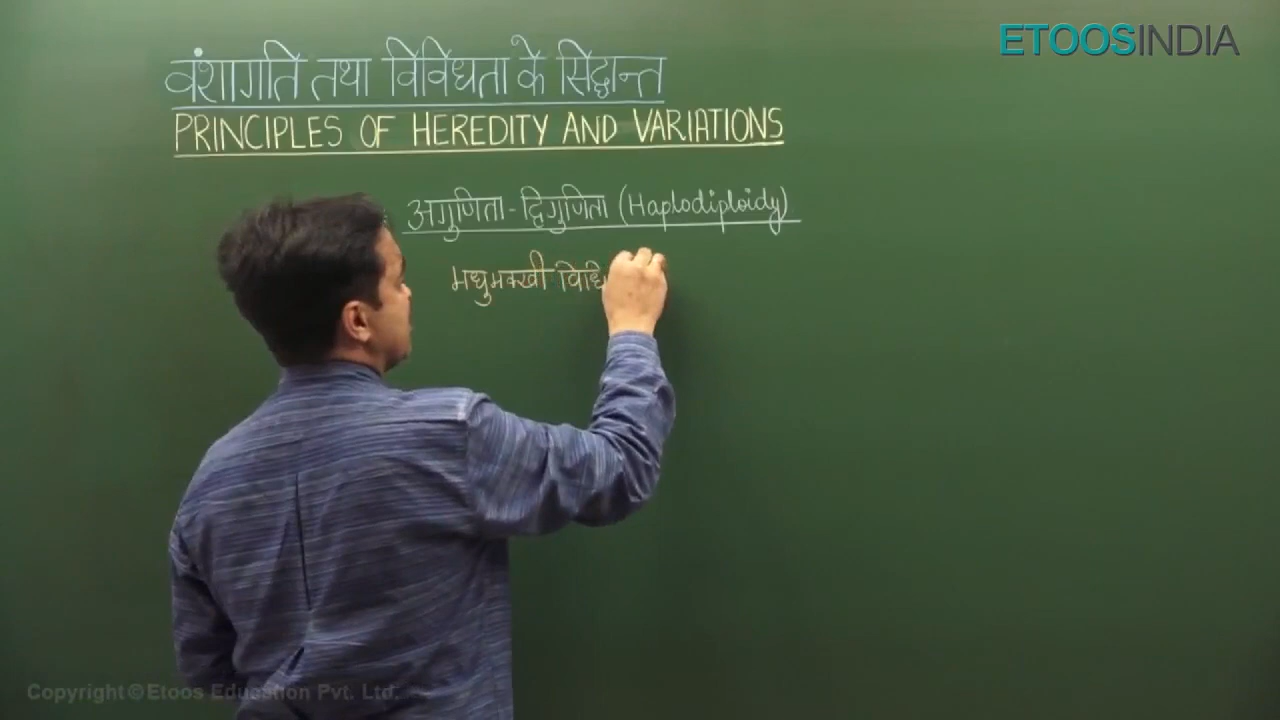 ETOOSINDIA
वंशागति तथा विविधता के सिद्धान्त
PRINCIPLES OF HEREDITY AND VARIATIONS
अगुणिता - द्विगुणिता (Haplodiploidy)
मधुमक्खी विधि
Copyright © Etoos Education Pvt. Ltd.